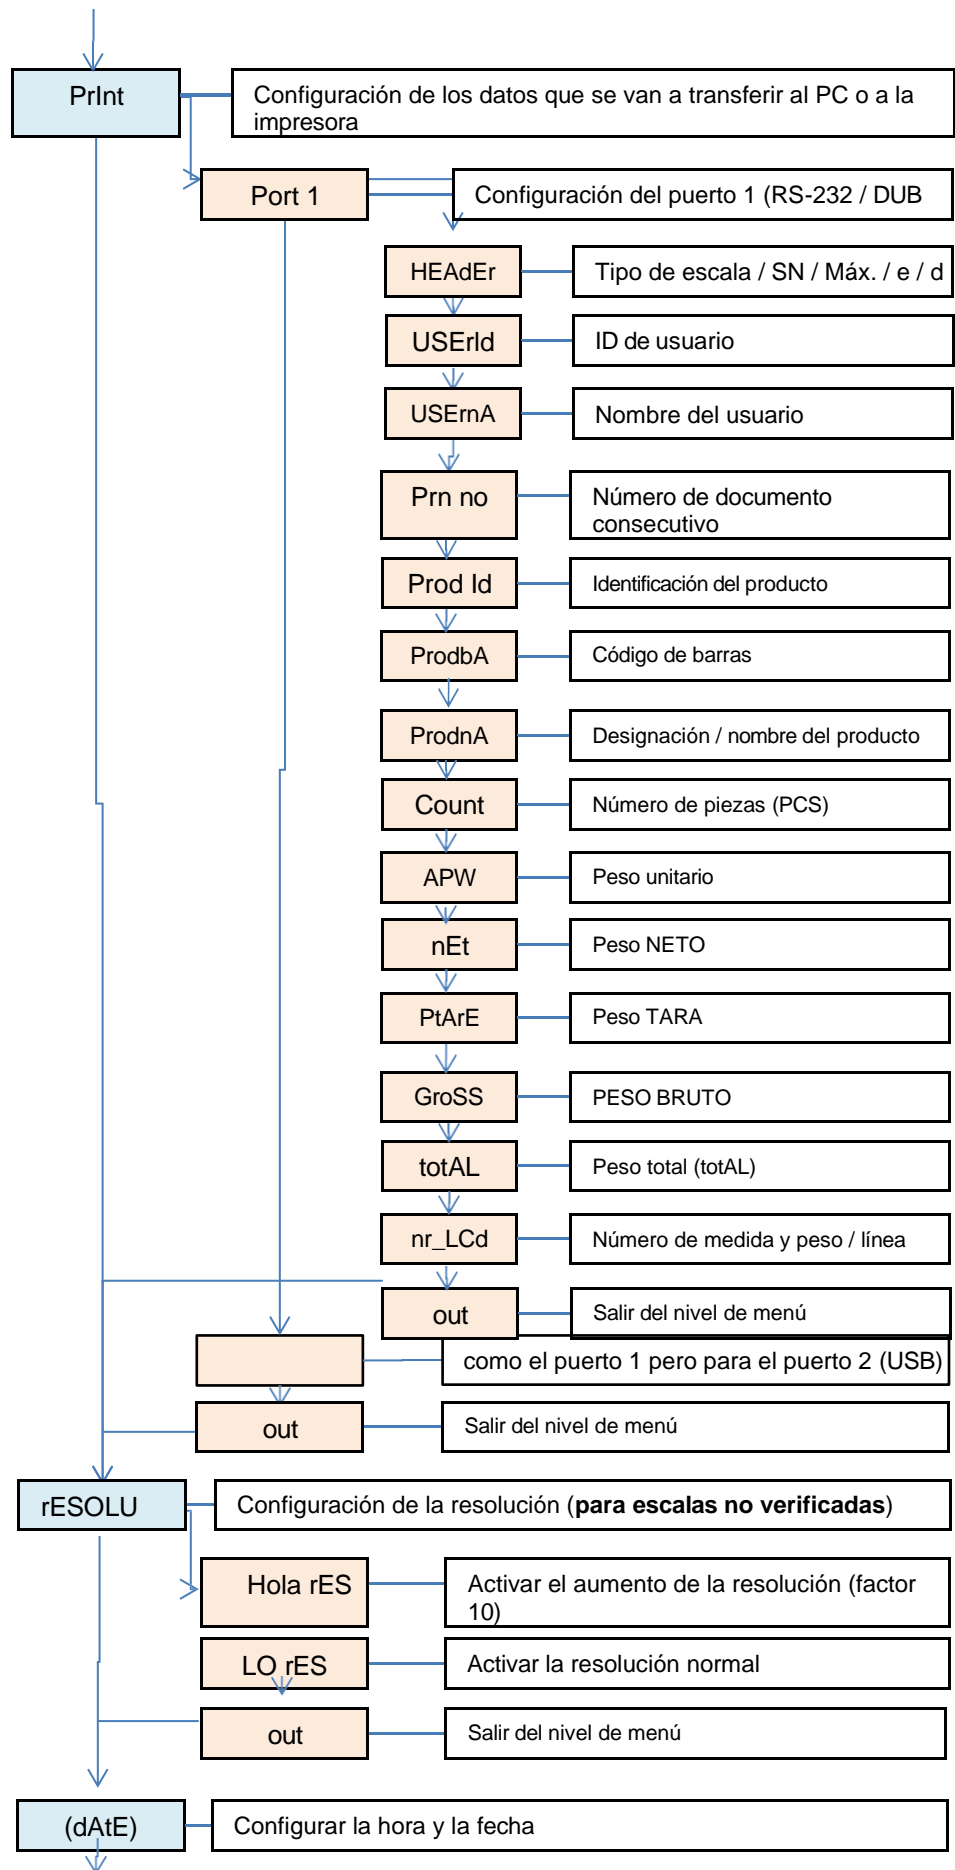 PrInt
Configuración de los datos que se van a transferir al PC o a la
impresora
Port 1
Configuración del puerto 1 (RS-232 / DUB
HEAdEr
Tipo de escala / SN / Máx. / e / d
USErId
ID de usuario
USErnA
Nombre del usuario
Prn no
Número de documento
consecutivo
Prod Id
Identificación del producto
ProdbA
Código de barras
ProdnA
Designación / nombre del producto
Count
Número de piezas (PCS)
APW
Peso unitario
nEt
Peso NETO
PtArE
Peso TARA
GroSS
PESO BRUTO
totAL
Peso total (totAL)
nr_LCd
Número de medida y peso / línea
out
Salir del nivel de menú
como el puerto 1 pero para el puerto 2 (USB)
out
Salir del nivel de menú
rESOLU
Configuración de la resolución (para escalas no verificadas)
Hola rES
Activar el aumento de la resolución (factor
10)
LO rES
Activar la resolución normal
out
Salir del nivel de menú
(dAtE)
Configurar la hora y la fecha